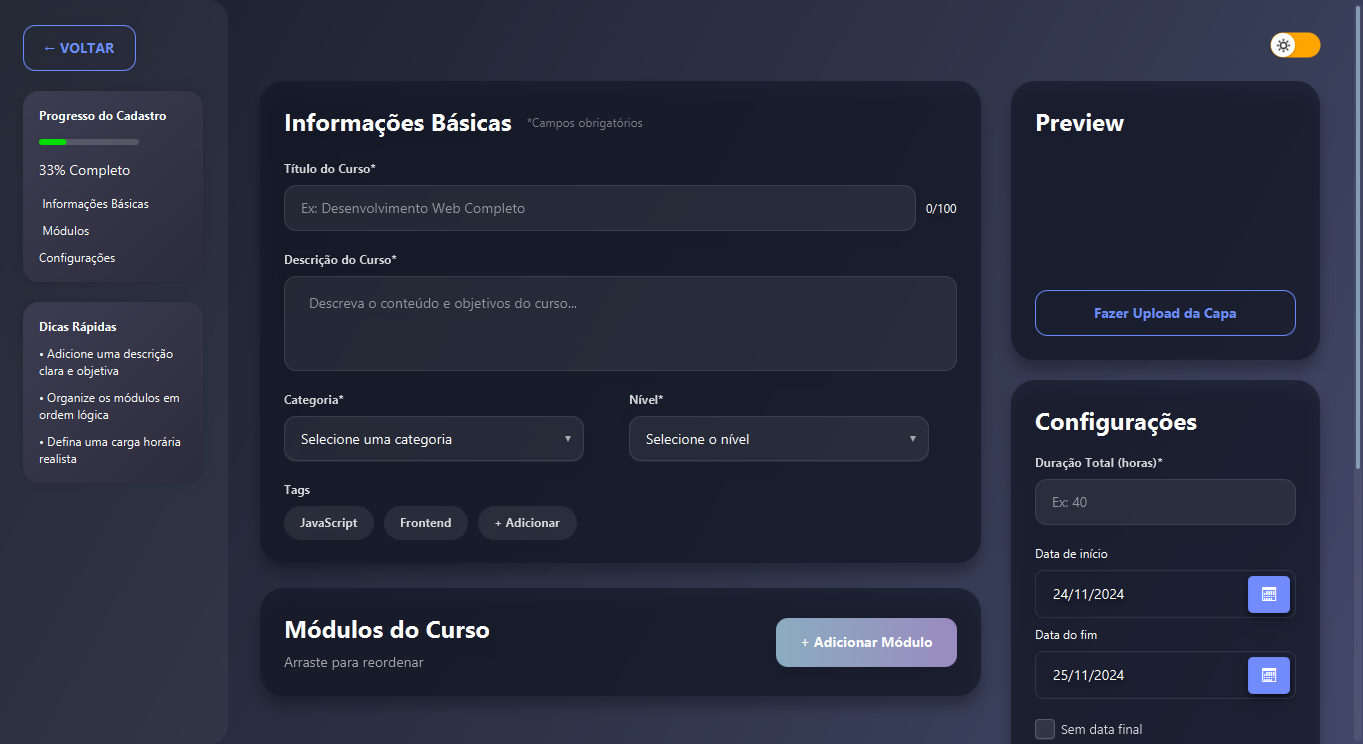 ← VOLTAR
Progresso do Cadastro
33% Completo
Informações Básicas
Módulos
Configurações
Dicas Rápidas
• Adicione uma descrição
clara e objetiva
• Organize os módulos em
ordem lógica
• Defina uma carga horária
realista
Informações Básicas *Campos obrigatórios
Título do Curso*
Ex: Desenvolvimento Web Completo 0/100
Descrição do Curso*
Descreva o conteúdo e objetivos do curso...
Categoria* Nível*
Selecione uma categoria Selecione o nível
Tags
JavaScript Frontend + Adicionar
Módulos do Curso
Arraste para reordenar
+ Adicionar Módulo
Preview
Fazer Upload da Capa
Configurações
Duração Total (horas)*
Ex: 40
Data de início
24/11/2024
Data do fim
25/11/2024
Sem data final